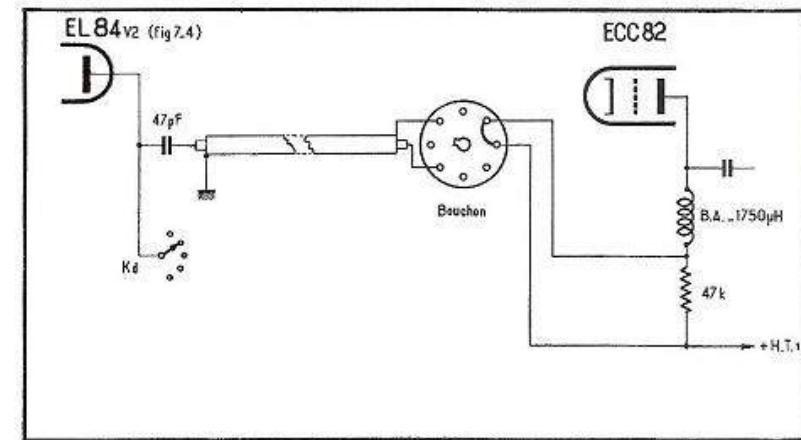 EL 84 V2 (fig 7.4)
ECC 82
47pF
Bouchon
B.A. = 1750µH
Kd
47k
+ H.T.1